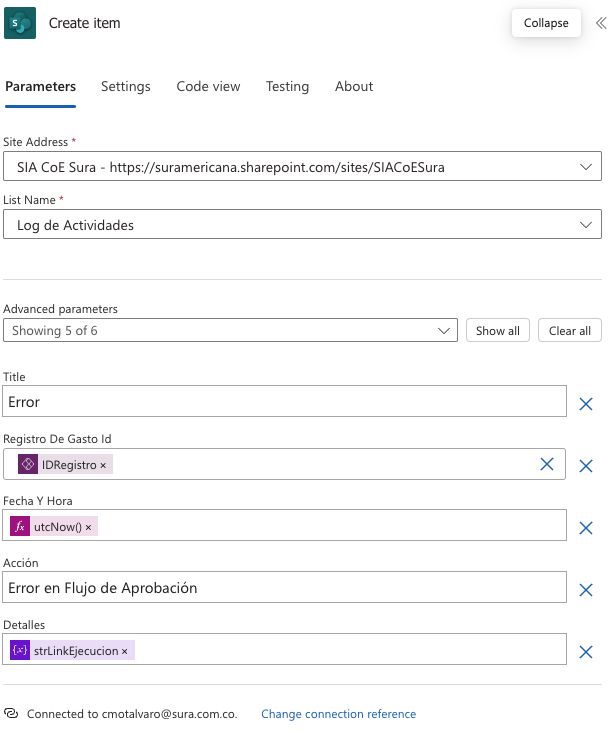 S
Create item
Collapse
Parameters
Settings
Code view
Testing
About
Site Address *
SIA CoE Sura - https://suramericana.sharepoint.com/sites/SIACoESura
List Name *
Log de Actividades
Advanced parameters
Showing 5 of 6
Show all
Clear all
Title
Error
Registro De Gasto Id
IDRegistro ×
Fecha Y Hora
fx utcNow() ×
Acción
Error en Flujo de Aprobación
Detalles
{x} strLinkEjecucion ×
Connected to cmotalvaro@sura.com.co.
Change connection reference